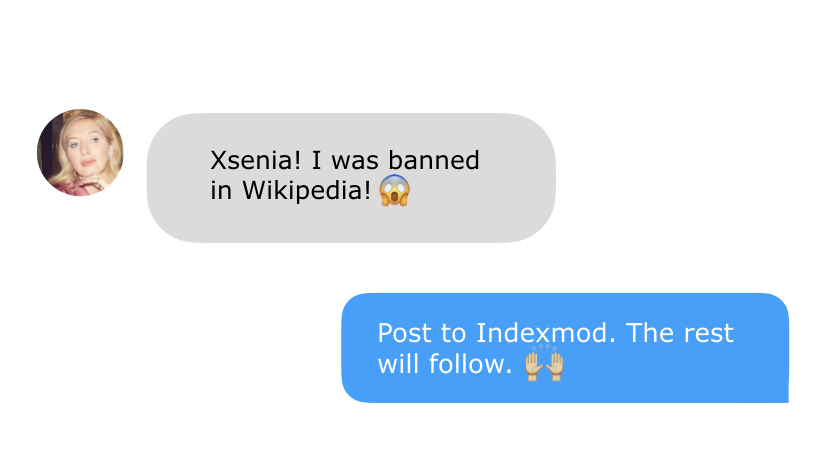 Xsenia! I was banned
in Wikipedia! 😱
Post to Indexmod. The rest
will follow. 🙌🏼